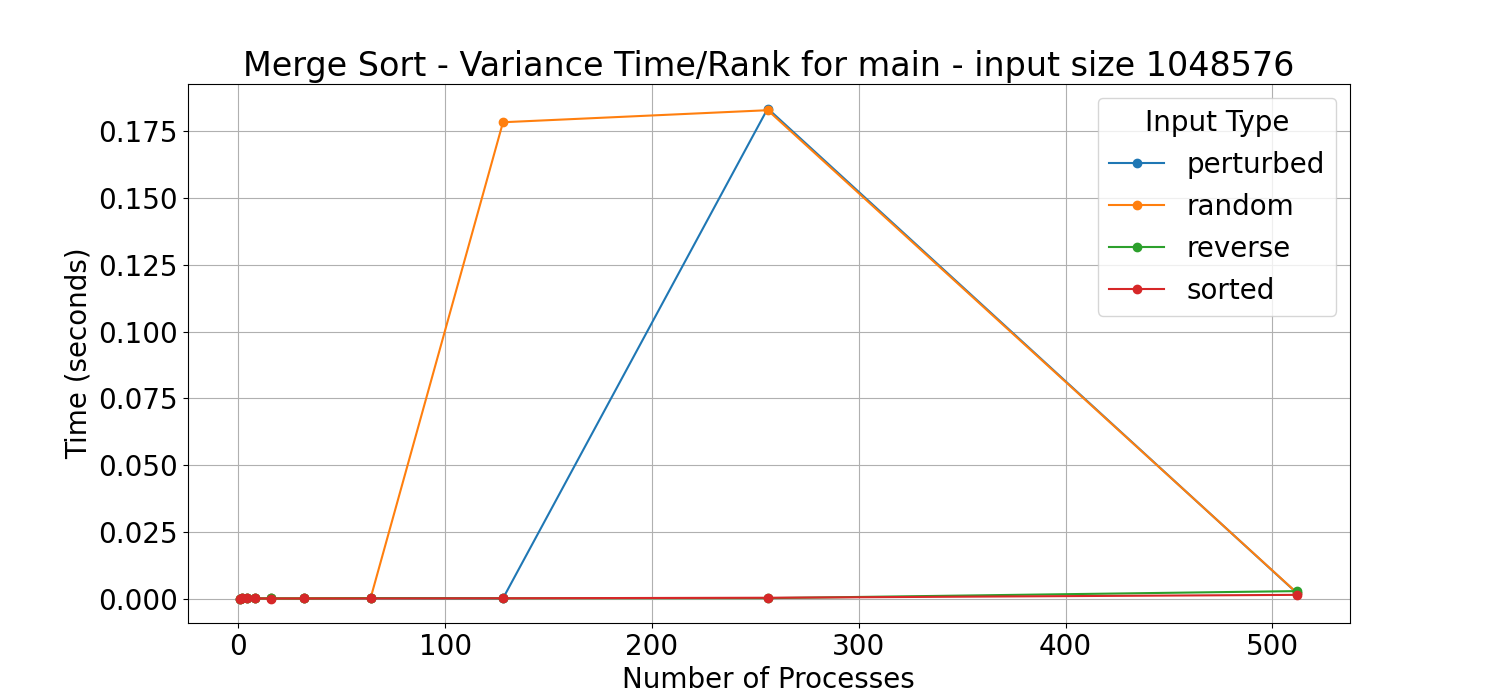 Merge Sort - Variance Time/Rank for main - input size 1048576
Time (seconds)
0.175
0.150
0.125
0.100
0.075
0.050
0.025
0.000
Input Type
perturbed
random
reverse
sorted
0 100 200 300 400 500
Number of Processes